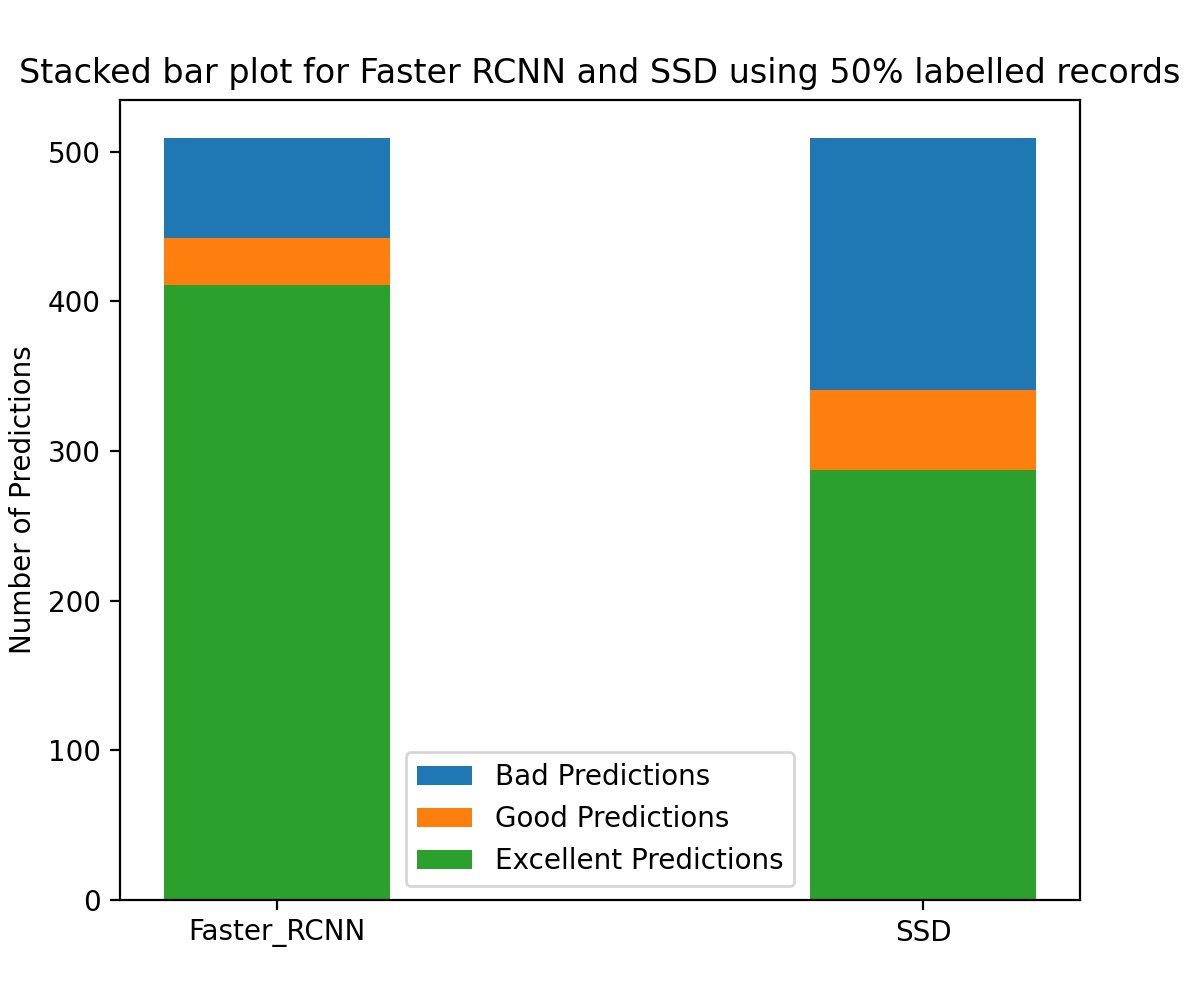 Stacked bar plot for Faster RCNN and SSD using 50% labelled records
Number of Predictions
500
400
300
200
100
0
Bad Predictions
Good Predictions
Excellent Predictions
Faster_RCNN
SSD